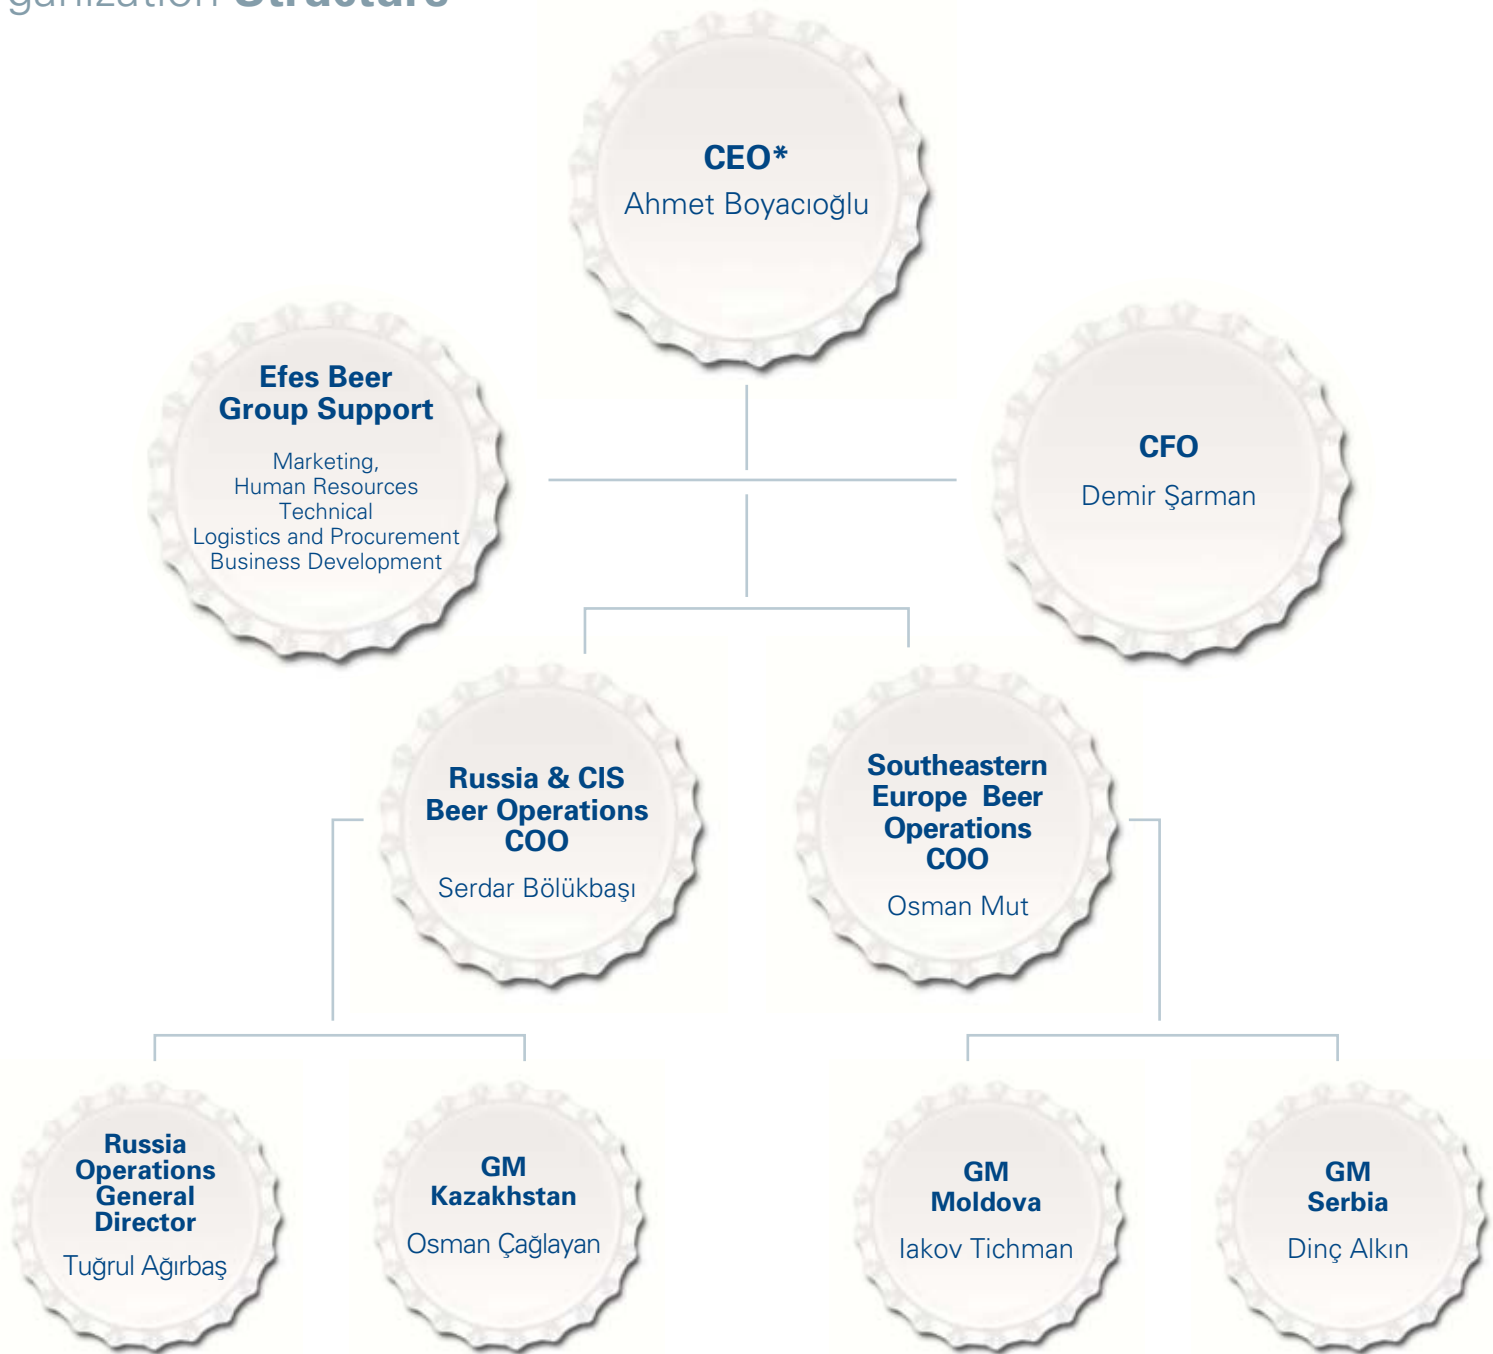 ganization Structure
CEO*
Ahmet Boyacıoğlu
Efes Beer
Group Support
Marketing,
Human Resources
Technical
Logistics and Procurement
Business Development
CFO
Demir Şarman
Russia & CIS
Beer Operations
COO
Serdar Bölükbaşı
Southeastern
Europe Beer
Operations
COO
Osman Mut
Russia
Operations
General
Director
Tuğrul Ağırbaş
GM
Kazakhstan
Osman Çağlayan
GM
Moldova
Iakov Tichman
GM
Serbia
Dinç Alkın